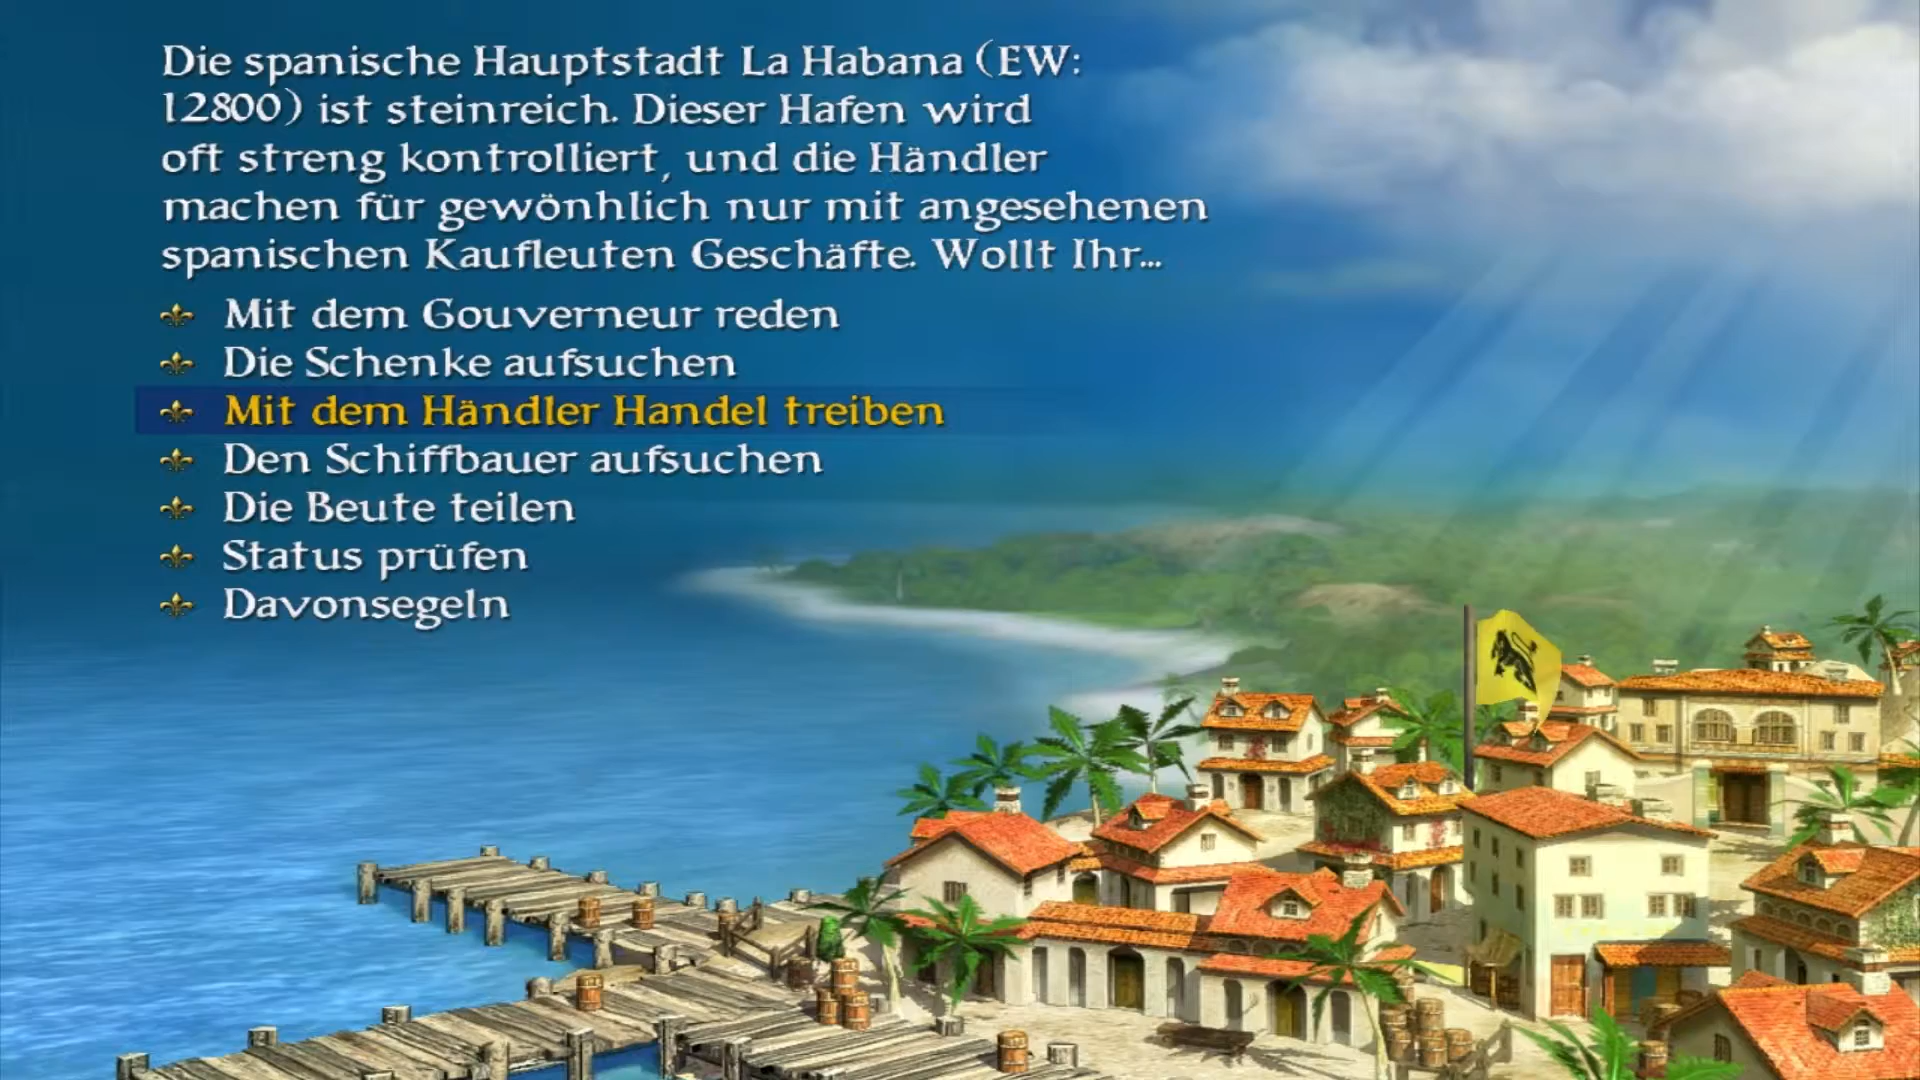 Die spanische Hauptstadt La Habana (EW:
12800) ist steinreich. Dieser Hafen wird
oft streng kontrolliert, und die Händler
machen für gewönhlich nur mit angesehenen
spanischen Kaufleuten Geschäfte. Wollt Ihr...
Mit dem Gouverneur reden
Die Schenke aufsuchen
Mit dem Händler Handel treiben
Den Schiffbauer aufsuchen
Die Beute teilen
Status prüfen
Davonsegeln